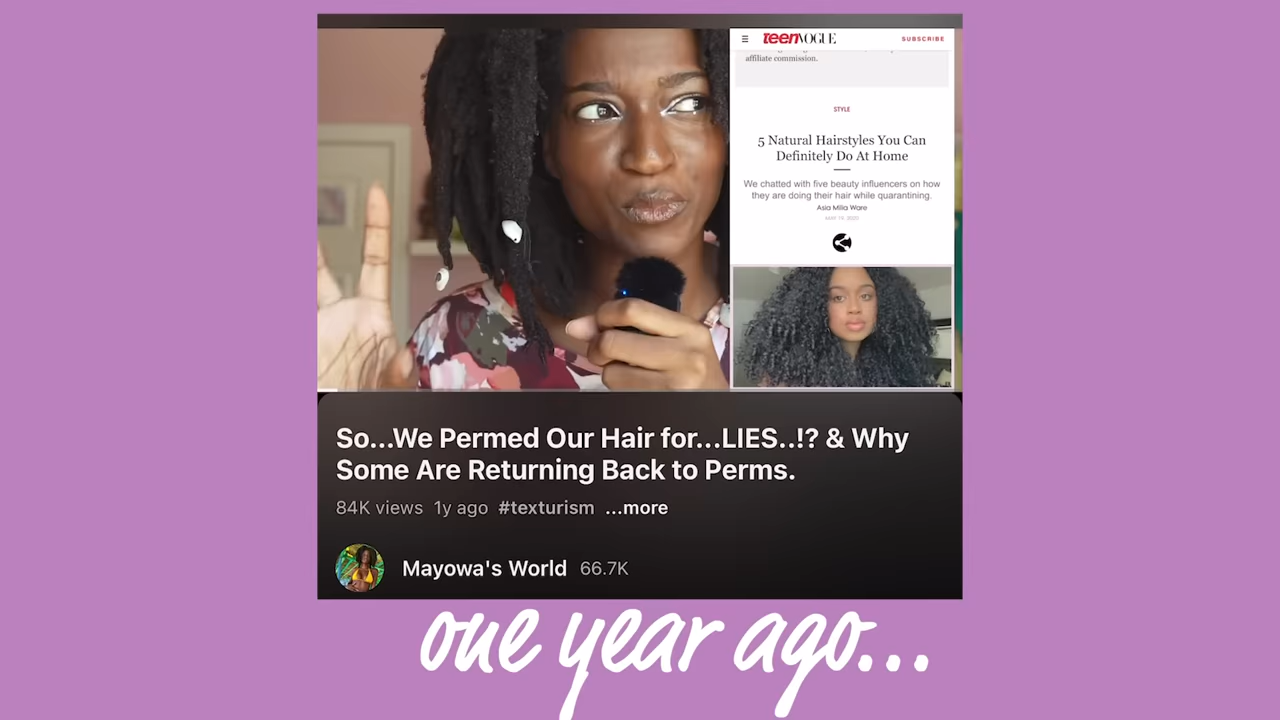 teenVOGUE
SUBSCRIBE
affiliate commission.
STYLE
5 Natural Hairstyles You Can
Definitely Do At Home
We chatted with five beauty influencers on how
they are doing their hair while quarantining.
Asia Milia Ware
So...We Permed Our Hair for...LIES..!? & Why
Some Are Returning Back to Perms.
84K views 1y ago #texturism ...more
Mayowa's World 66.7K
one year ago...